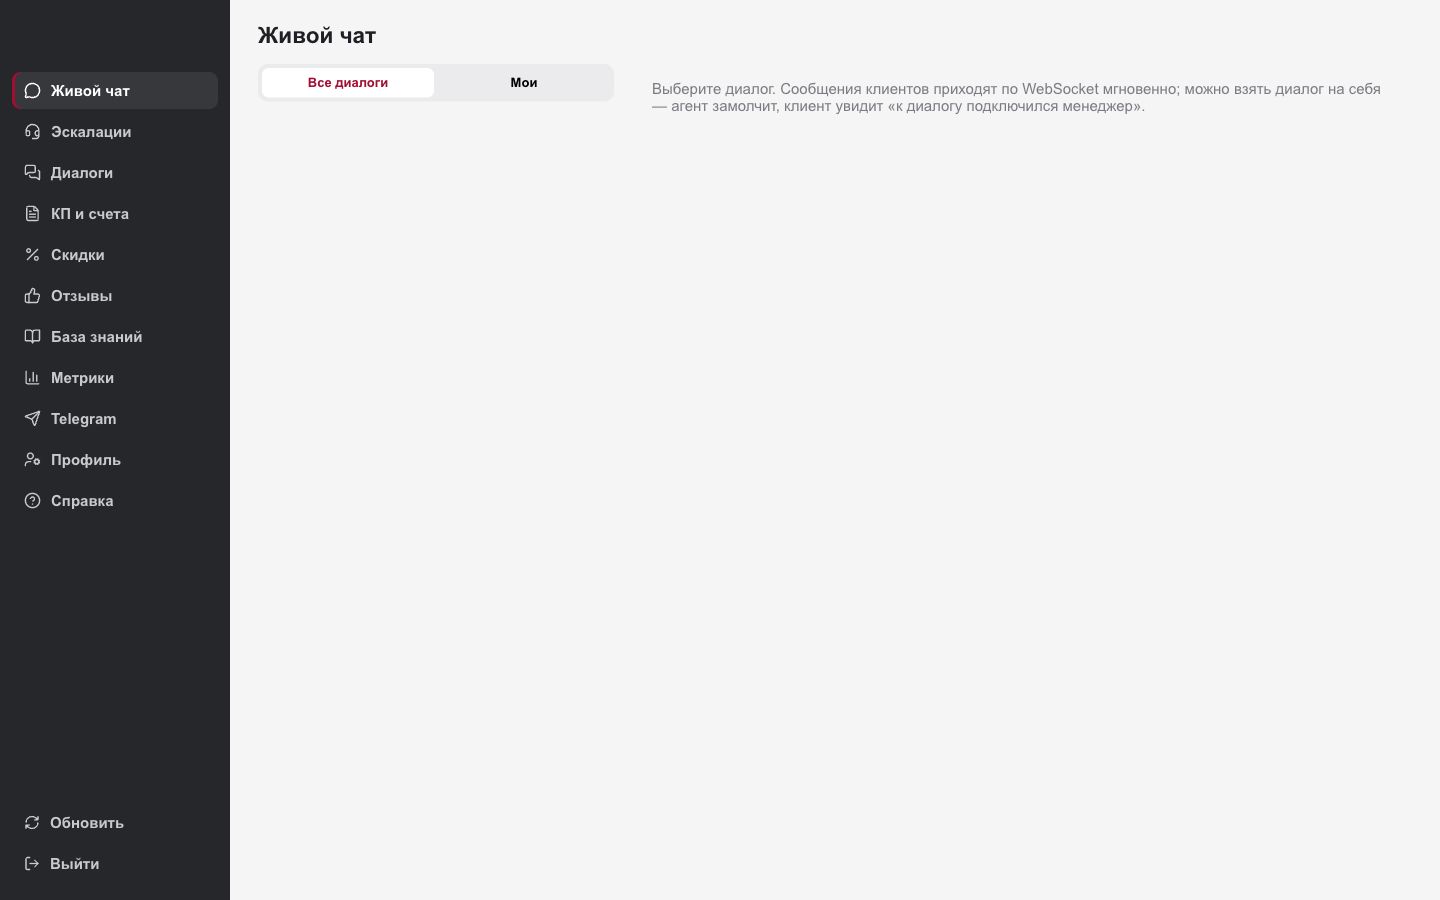 Живой чат
Эскалации
Диалоги
КП и счета
Скидки
Отзывы
База знаний
Метрики
Telegram
Профиль
Справка
Обновить
Выйти
Живой чат
Все диалоги
Мои
Выберите диалог. Сообщения клиентов приходят по WebSocket мгновенно; можно взять диалог на себя
— агент замолчит, клиент увидит «к диалогу подключился менеджер».